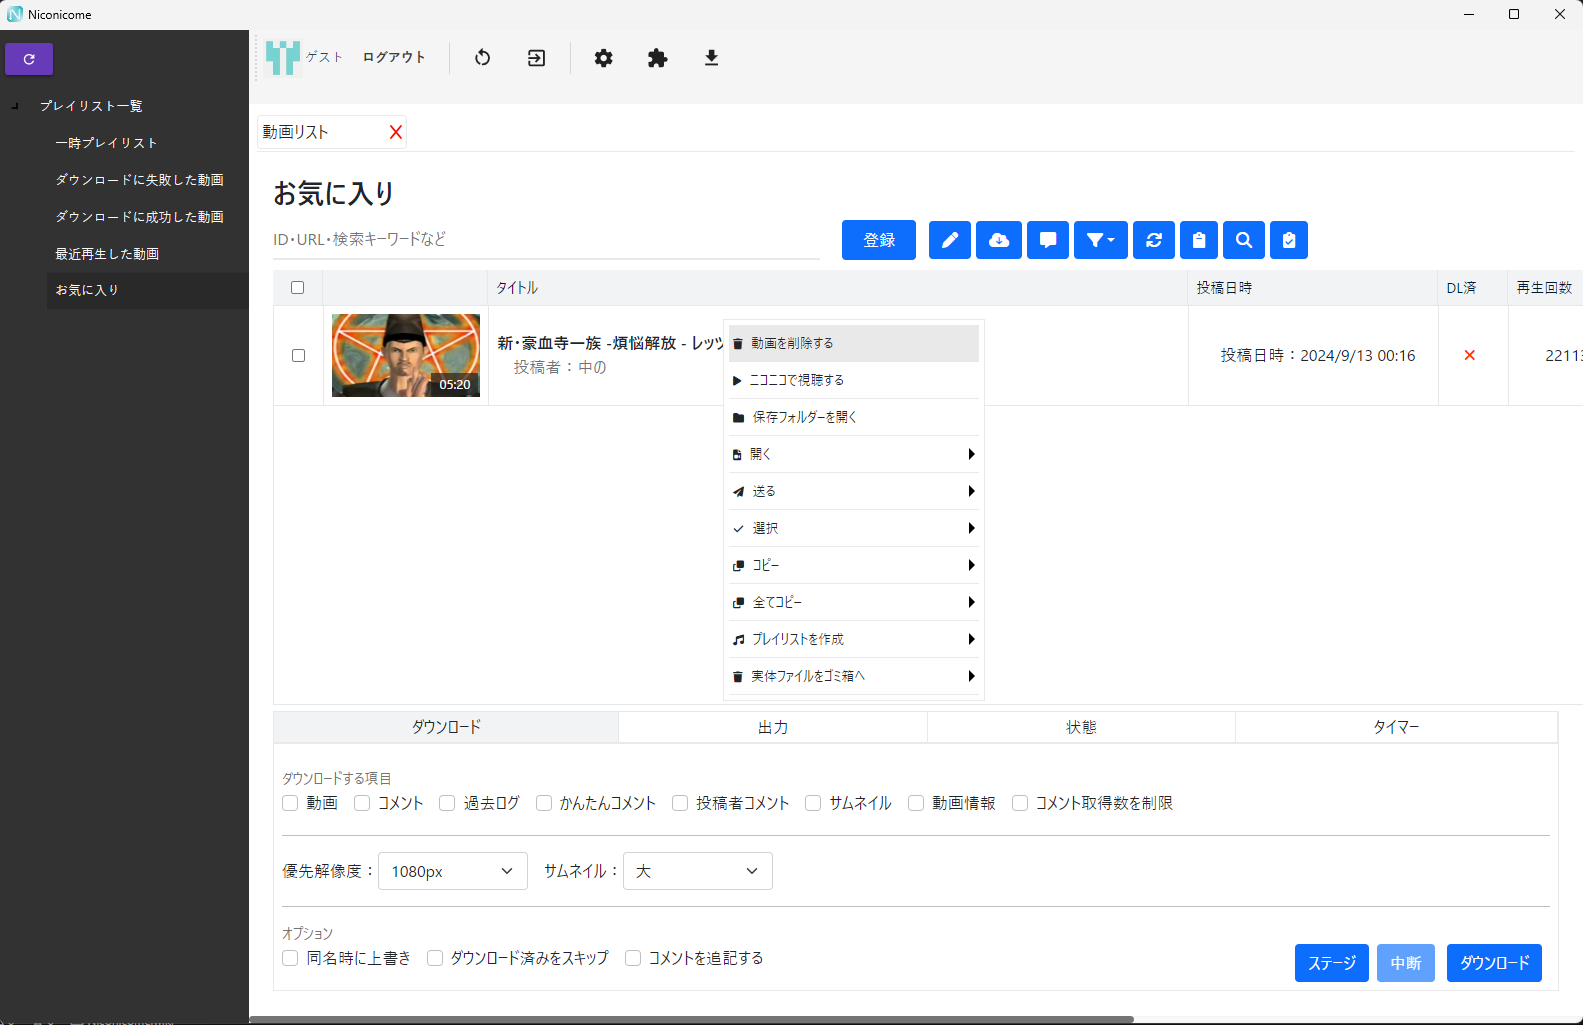 Niconicome
ゲスト ログアウト
プレイリスト一覧
一時プレイリスト
ダウンロードに失敗した動画
ダウンロードに成功した動画
最近再生した動画
お気に入り
動画リスト
お気に入り
ID・URL・検索キーワードなど
登録
タイトル 投稿日時 DL済 再生回数
05:20
新・豪血寺一族 -煩悩解放 - レッツ
投稿者：中の
投稿日時：2024/9/13 00:16
22113
動画を削除する
ニコニコで視聴する
保存フォルダーを開く
開く
送る
選択
コピー
全てコピー
プレイリストを作成
実体ファイルをゴミ箱へ
ダウンロード 出力 状態 タイマー
ダウンロードする項目
動画 コメント 過去ログ かんたんコメント 投稿者コメント サムネイル 動画情報 コメント取得数を制限
優先解像度： 1080px サムネイル： 大
オプション
同名時に上書き ダウンロード済みをスキップ コメントを追記する
ステージ 中断 ダウンロード